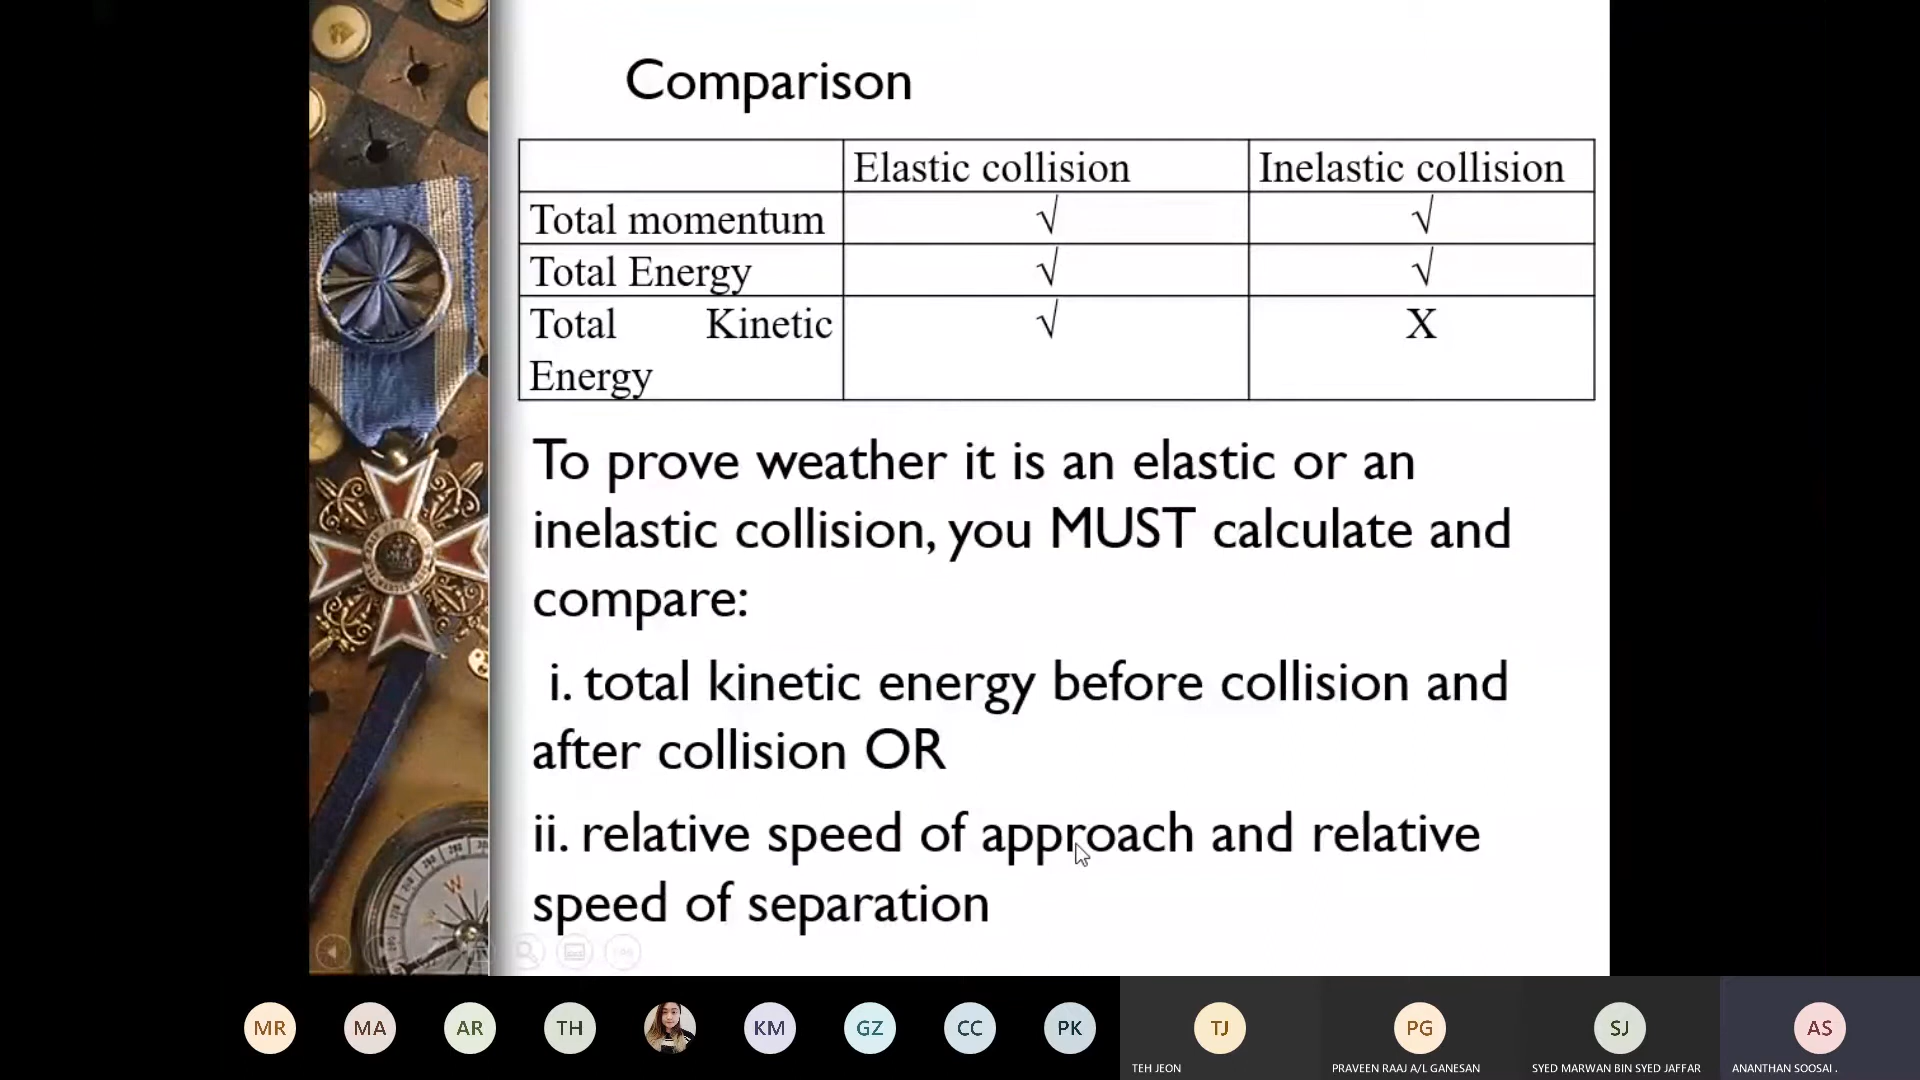 Comparison
Elastic collision Inelastic collision
Total momentum √ √
Total Energy √ √
Total Kinetic √ X
Energy
To prove weather it is an elastic or an
inelastic collision, you MUST calculate and
compare:
i. total kinetic energy before collision and
after collision OR
ii. relative speed of approach and relative
speed of separation
MR MA AR TH KM GZ CC PK TJ PG SJ AS
TEH JEON PRAVEEN RAAJ A/L GANESAN SYED MARWAN BIN SYED JAFFAR ANANTHAN SOOSAI .